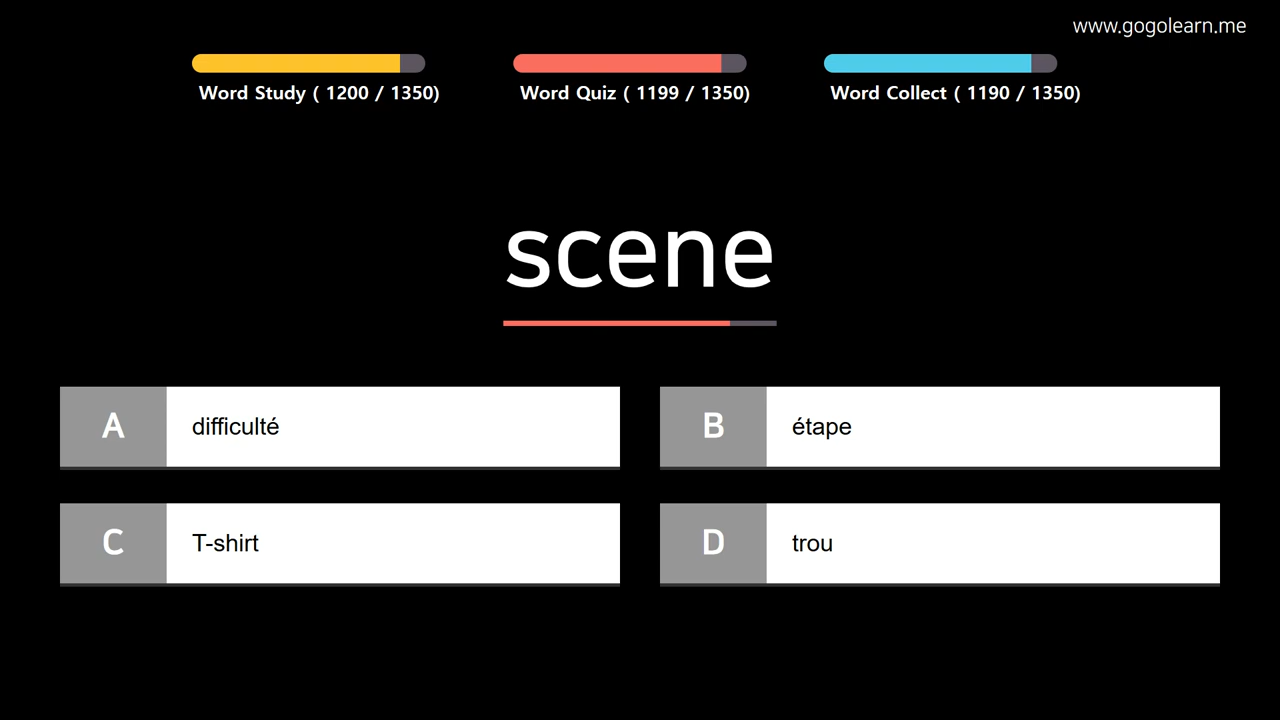 www.gogolearn.me
Word Study ( 1200 / 1350)
Word Quiz ( 1199 / 1350)
Word Collect ( 1190 / 1350)
scene
A
difficulté
B
étape
C
T-shirt
D
trou